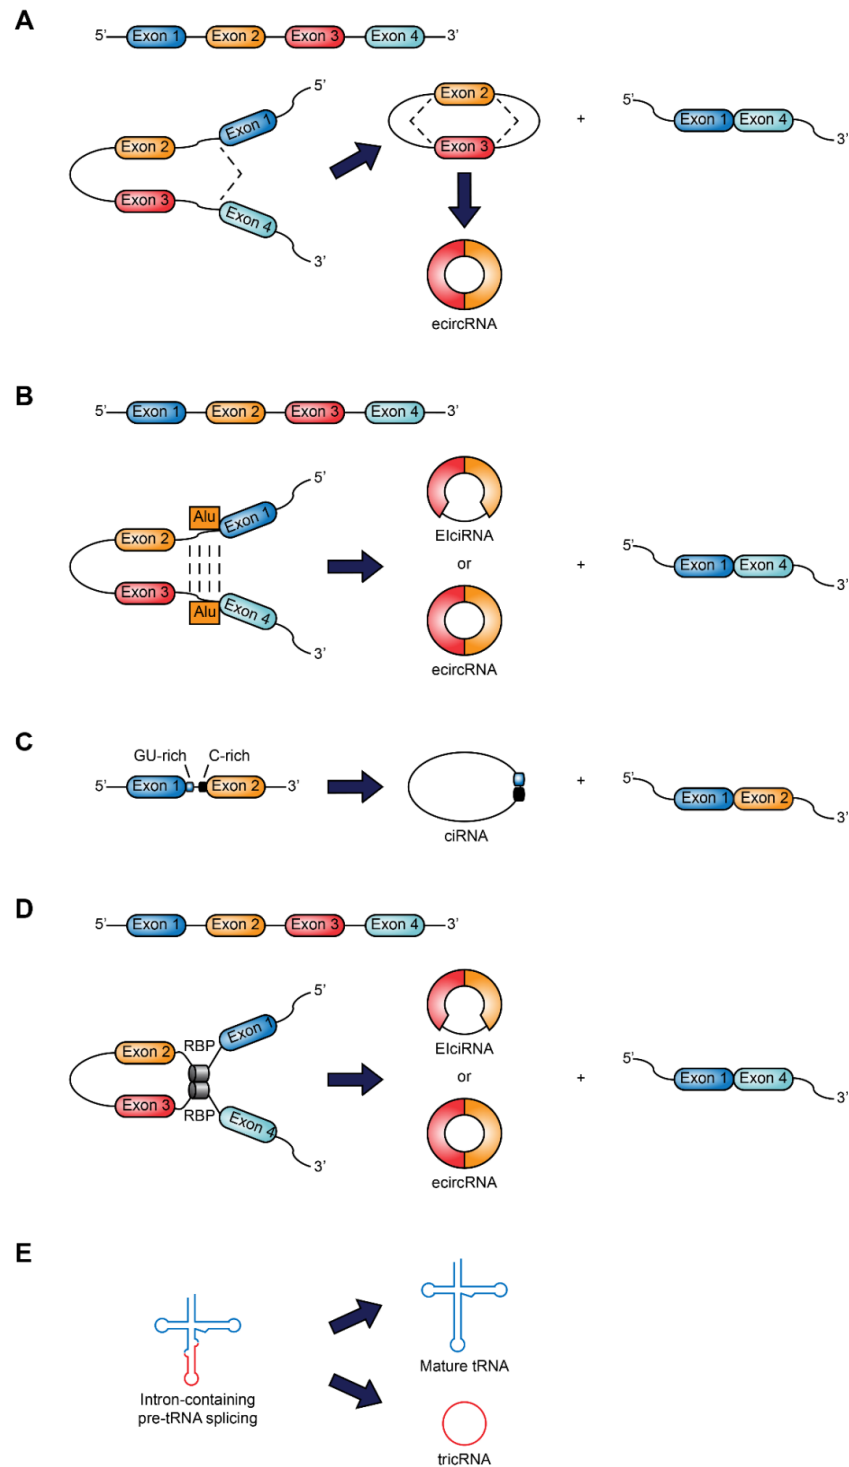 A
5’ Exon 1 Exon 2 Exon 3 Exon 4 3’
5’
Exon 1
Exon 2
Exon 3
Exon 4
3’
Exon 2
Exon 3
+
5’
Exon 1 Exon 4
3’
ecircRNA
B
5’ Exon 1 Exon 2 Exon 3 Exon 4 3’
5’
Alu
Exon 1
Exon 2
Exon 3
Alu
Exon 4
3’
EIciRNA
or
ecircRNA
+
5’
Exon 1 Exon 4
3’
C
GU-rich C-rich
5’ Exon 1 Exon 2 3’
ciRNA
+
5’
Exon 1 Exon 2
3’
D
5’ Exon 1 Exon 2 Exon 3 Exon 4 3’
5’
Exon 1
RBP
Exon 2
Exon 3
RBP
Exon 4
3’
EIciRNA
or
ecircRNA
+
5’
Exon 1 Exon 4
3’
E
Intron-containing
pre-tRNA splicing
Mature tRNA
tricRNA